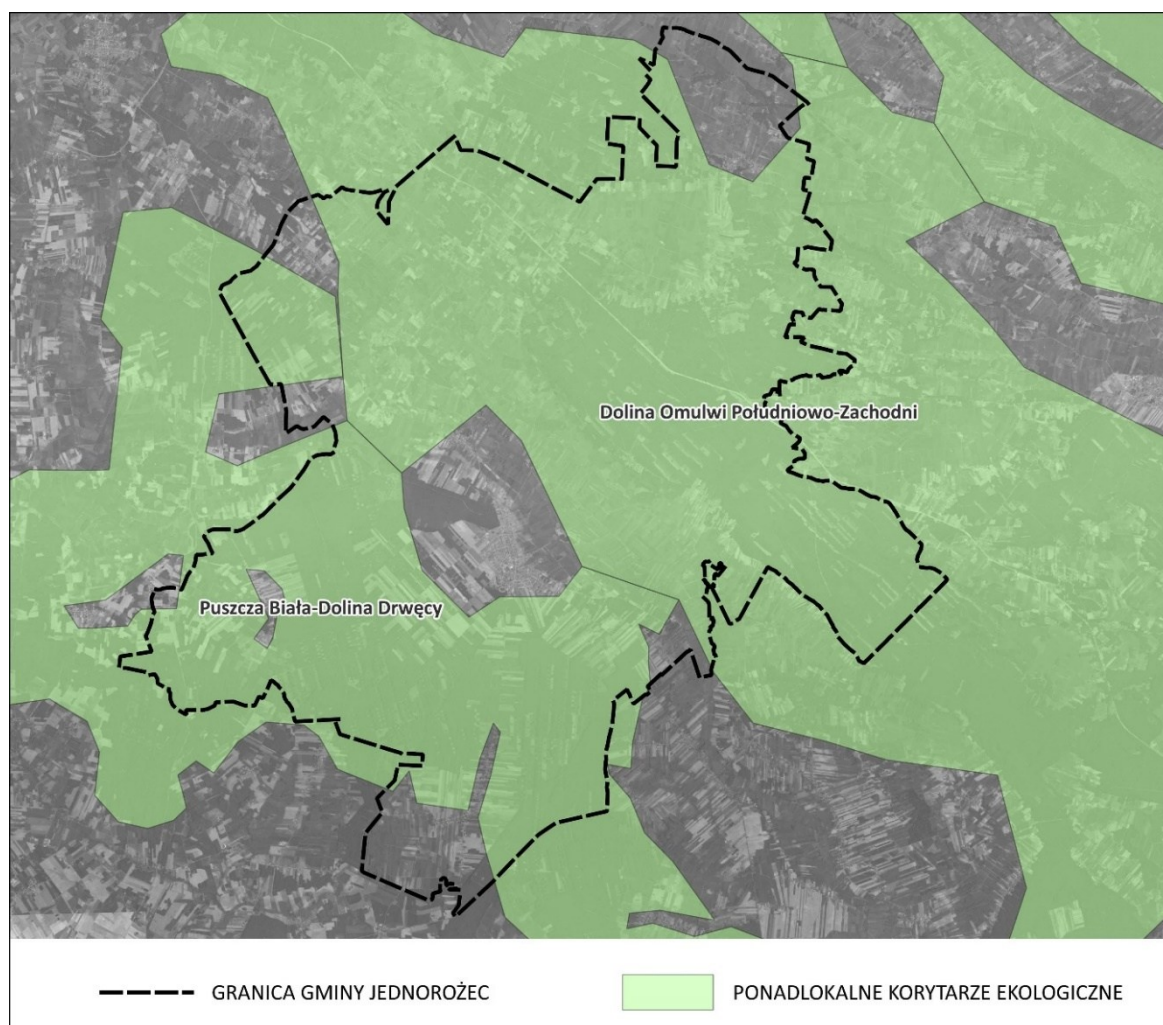 Dolina Omulwi Południowo-Zachodni
Puszcza Biała-Dolina Drwęcy
GRANICA GMINY JEDNOROŻEC
PONADLOKALNE KORYTARZE EKOLOGICZNE